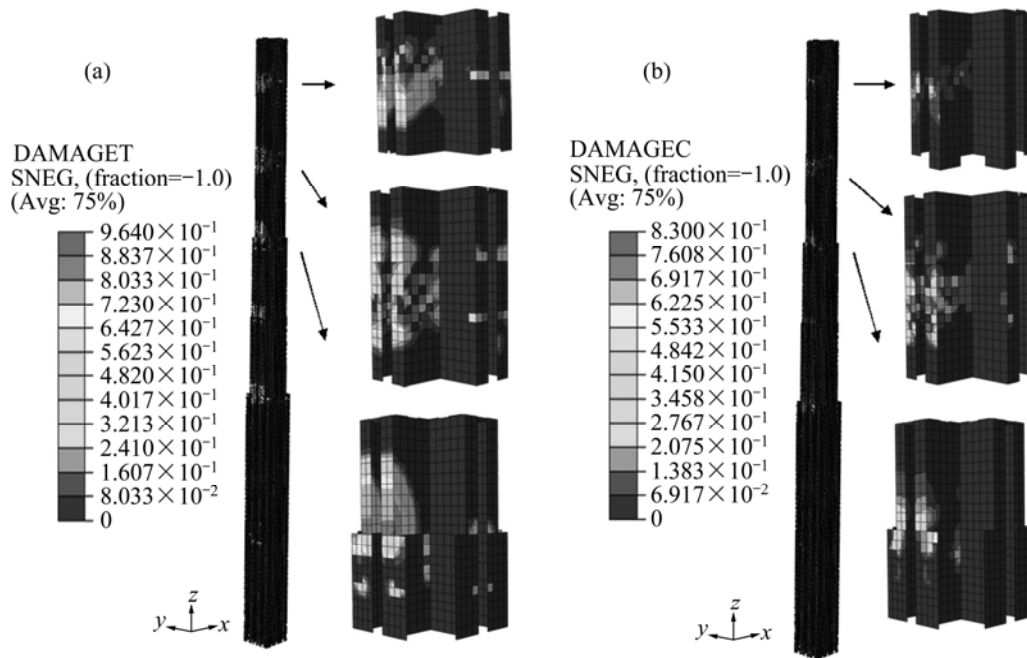 (a)
DAMAGET
SNEG, (fraction=−1.0)
(Avg: 75%)
9.640×10⁻¹
8.837×10⁻¹
8.033×10⁻¹
7.230×10⁻¹
6.427×10⁻¹
5.623×10⁻¹
4.820×10⁻¹
4.017×10⁻¹
3.213×10⁻¹
2.410×10⁻¹
1.607×10⁻¹
8.033×10⁻²
0
z
y
x
(b)
DAMAGEC
SNEG, (fraction=−1.0)
(Avg: 75%)
8.300×10⁻¹
7.608×10⁻¹
6.917×10⁻¹
6.225×10⁻¹
5.533×10⁻¹
4.842×10⁻¹
4.150×10⁻¹
3.458×10⁻¹
2.767×10⁻¹
2.075×10⁻¹
1.383×10⁻¹
6.917×10⁻²
0
z
y
x